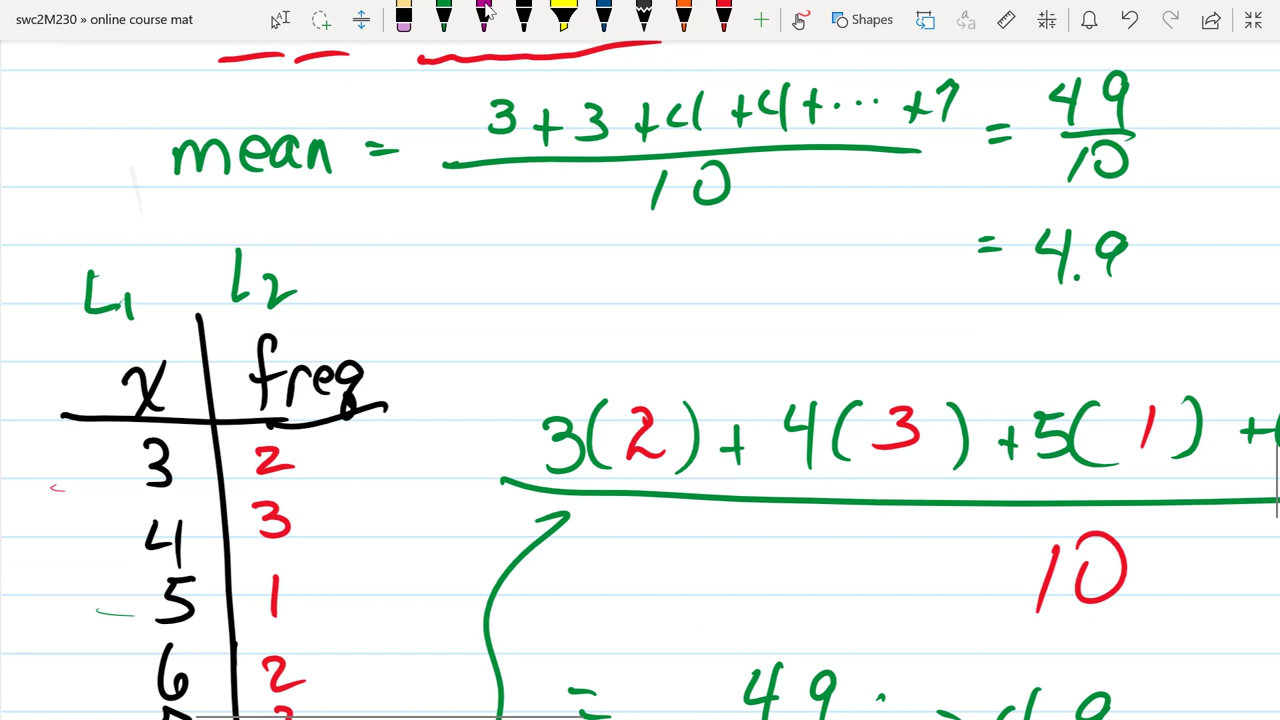 swc2M230 » online course mat
Shapes
mean = 3 + 3 + 4 + 4 + ... + 7 / 10 = 49 / 10
= 4.9
L1 L2
x freq
3 2
4 3
5 1
6 2
3(2) + 4(3) + 5(1) +
10
= 49